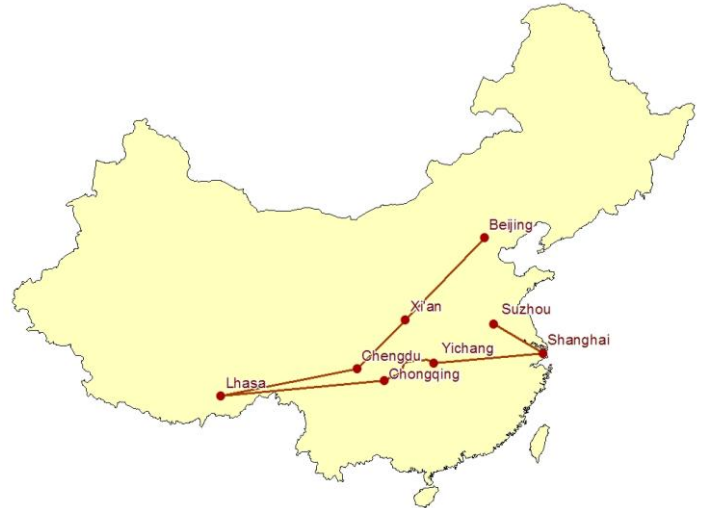 Beijing
Xi'an
Suzhou
Shanghai
Yichang
Chengdu
Chongqing
Lhasa